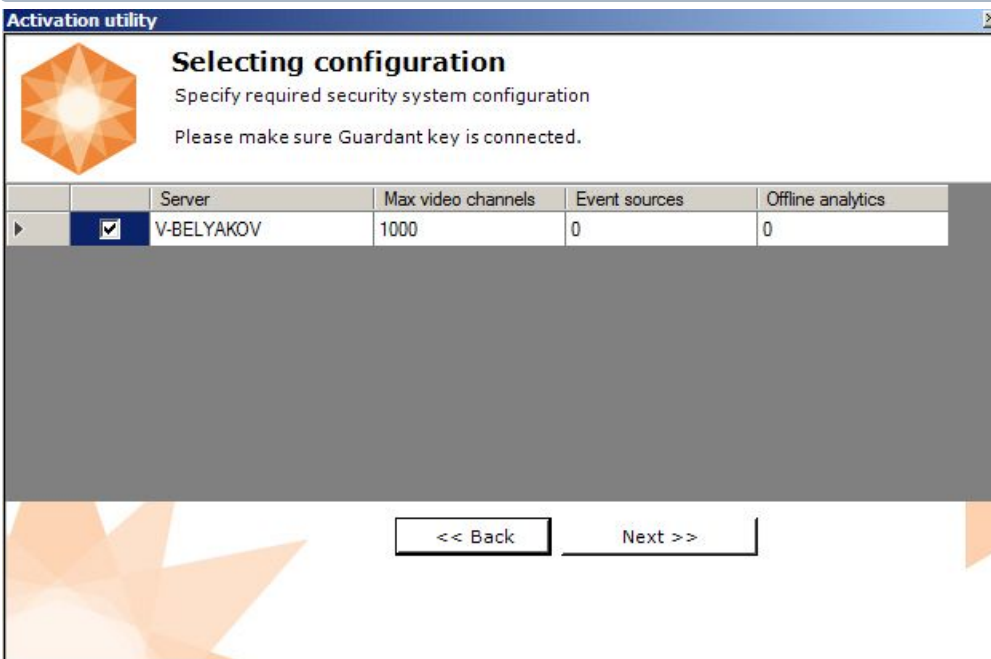 Activation utility
Selecting configuration
Specify required security system configuration
Please make sure Guardant key is connected.
Server Max video channels Event sources Offline analytics
V-BELYAKOV 1000 0 0
<< Back Next >>